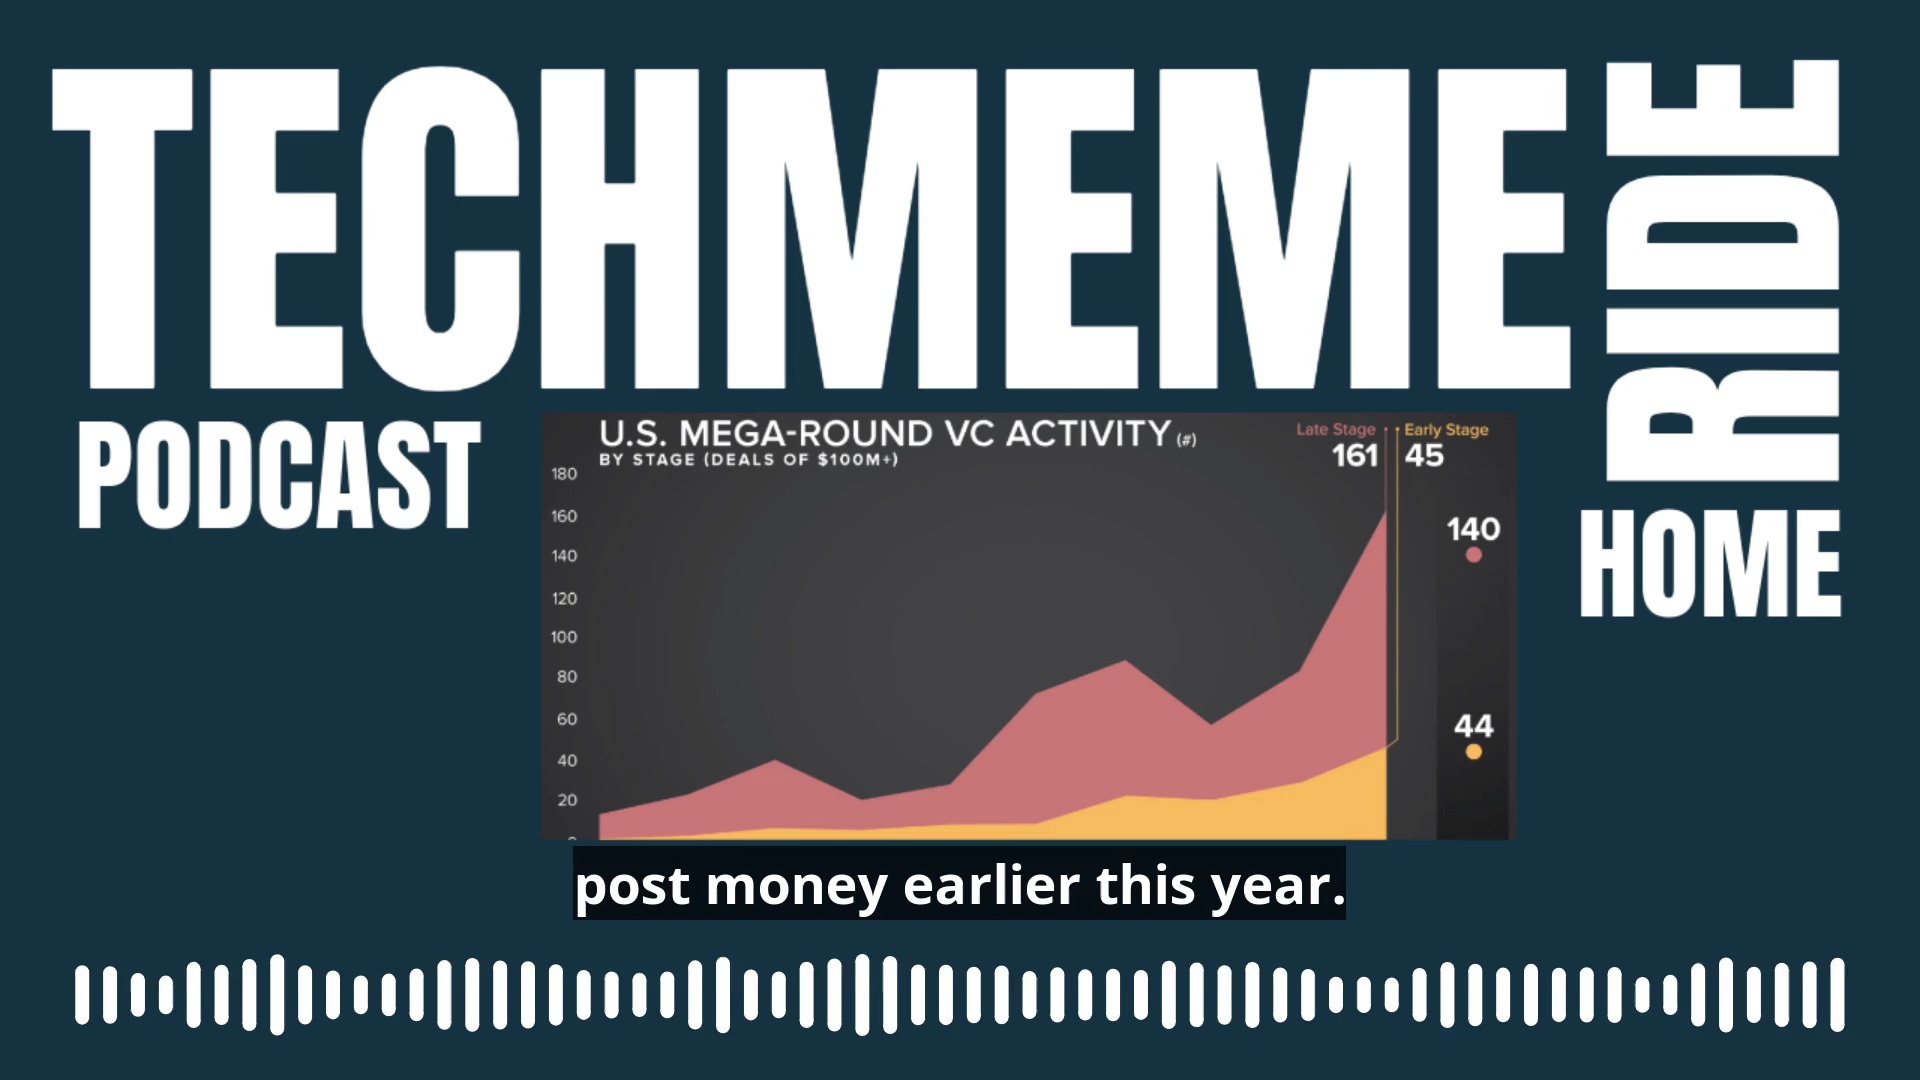 TECHMEME
RIDE
HOME
PODCAST
U.S. MEGA-ROUND VC ACTIVITY (#)
BY STAGE (DEALS OF $100M+)
Late Stage
161
Early Stage
45
180
160
140
120
100
80
60
40
20
140
44
post money earlier this year.